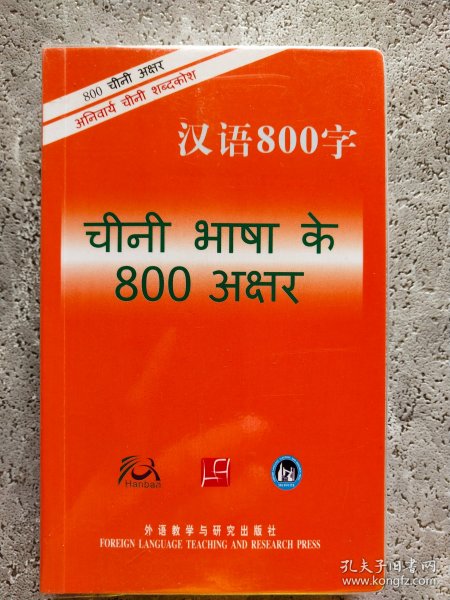 800 चीनी अक्षर
अनिवार्य चीनी शब्दकोश
汉语800字
चीनी भाषा के
800 अक्षर
Hanban
外语教学与研究出版社
FOREIGN LANGUAGE TEACHING AND RESEARCH PRESS
孔夫子旧书网
www.kongfz.com